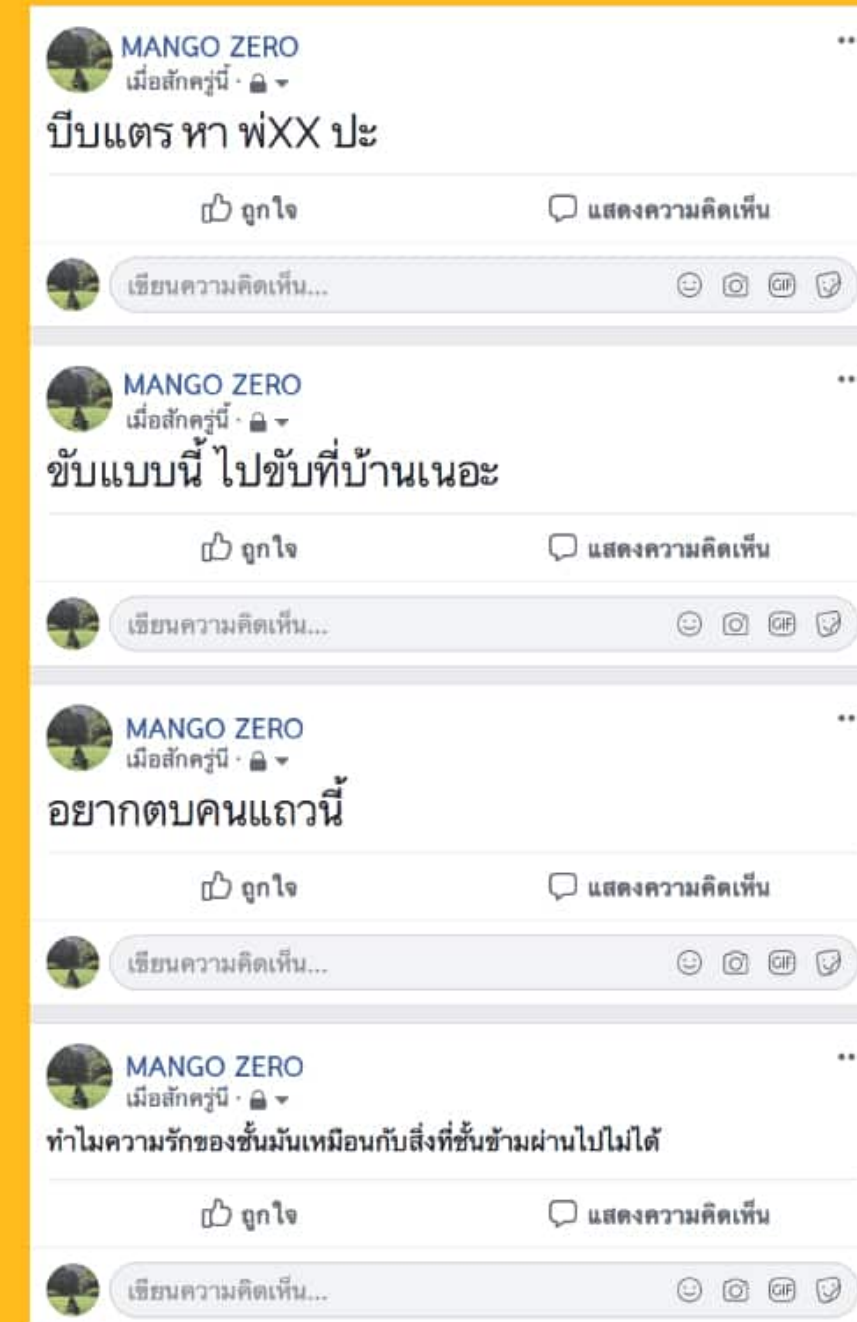 MANGO ZERO
เมื่อสักครู่นี้ ·
บีบแตร หา พ่XX ปะ
ถูกใจ แสดงความคิดเห็น
เขียนความคิดเห็น... GIF
MANGO ZERO
เมื่อสักครู่นี้ ·
ขับแบบนี้ ไปขับที่บ้านเนอะ
ถูกใจ แสดงความคิดเห็น
เขียนความคิดเห็น... GIF
MANGO ZERO
เมื่อสักครู่นี้ ·
อยากตบคนแถวนี้
ถูกใจ แสดงความคิดเห็น
เขียนความคิดเห็น... GIF
MANGO ZERO
เมื่อสักครู่นี้ ·
ทำไมความรักของชั้นมันเหมือนกับสิ่งที่ชั้นข้ามผ่านไปไม่ได้
ถูกใจ แสดงความคิดเห็น
เขียนความคิดเห็น... GIF